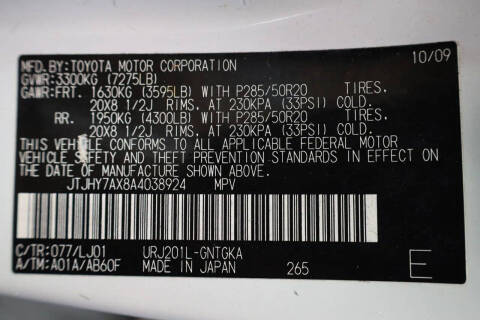 MFD.BY:TOYOTA MOTOR CORPORATION 10/09
GVWR:3300KG (7275LB)
GAWR:FRT. 1630KG (3595LB) WITH P285/50R20 TIRES,
20X8 1/2J RIMS, AT 230KPA (33PSI) COLD.
RR. 1950KG (4300LB) WITH P285/50R20 TIRES,
20X8 1/2J RIMS, AT 230KPA (33PSI) COLD.
THIS VEHICLE CONFORMS TO ALL APPLICABLE FEDERAL MOTOR
VEHICLE SAFETY AND THEFT PREVENTION STANDARDS IN EFFECT ON
THE DATE OF MANUFACTURE SHOWN ABOVE.
JTJHY7AX8A4038924 MPV
C/TR:077/LJ01 URJ201L-GNTGKA
A/TM:A01A/AB60F MADE IN JAPAN 265 E